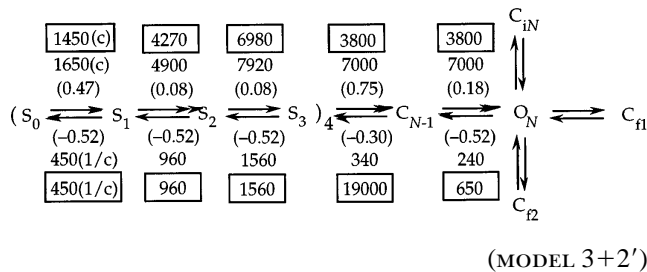 C_iN
1450(c) 4270 6980 3800 3800
1650(c) 4900 7920 7000 7000
(0.47) (0.08) (0.08) (0.75) (0.18)
( S_0 S_1 S_2 S_3 )_4 C_N-1 O_N C_f1
(−0.52) (−0.52) (−0.52) (−0.30) (−0.52)
450(1/c) 960 1560 340 240
450(1/c) 960 1560 19000 650
C_f2
(MODEL 3+2′)